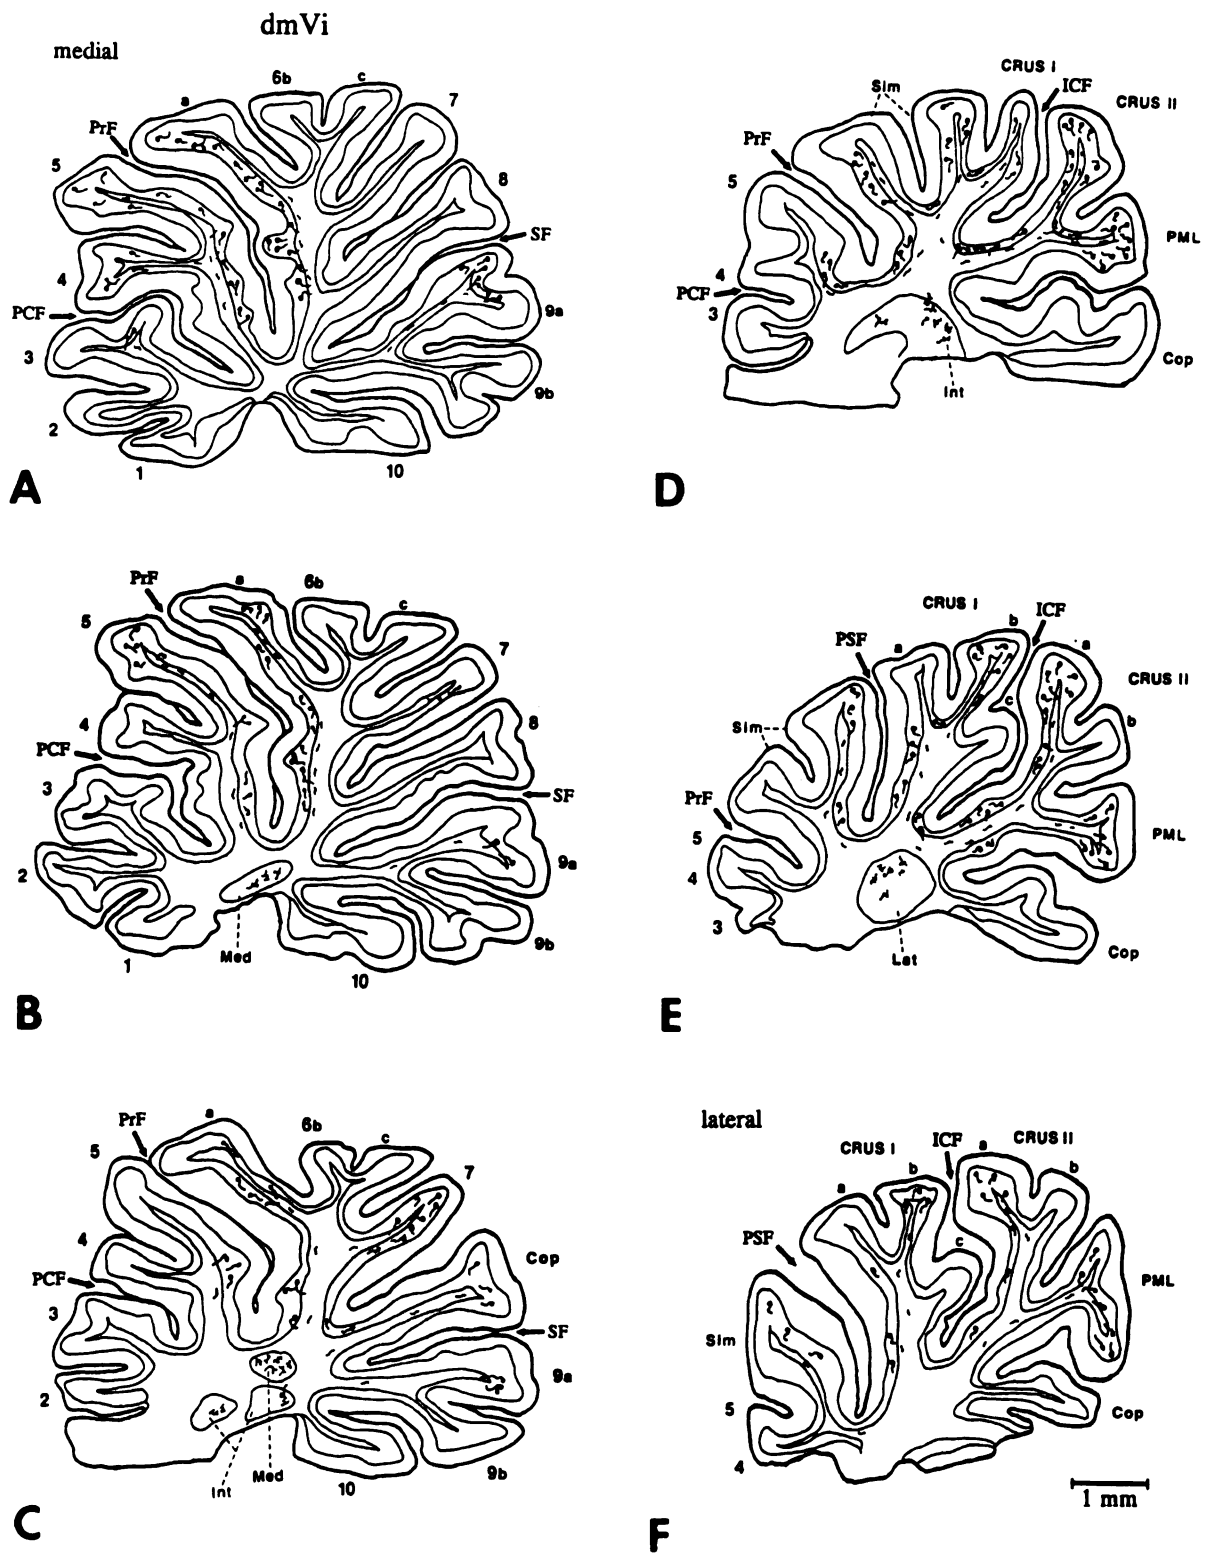 dmVi
medial
6b
c
a
7
PrF
5
8
SF
4
PCF
9a
3
9b
2
1
10
A
CRUS I
Sim
ICF
CRUS II
PrF
5
PML
4
PCF
3
Cop
Int
D
PrF
a
6b
c
5
7
4
8
PCF
3
SF
2
9a
9b
Med
1
10
B
CRUS I
b
ICF
PSF
a
a
CRUS II
c
b
Sim
PrF
5
PML
4
3
Lat
Cop
E
PrF
a
6b
c
5
7
4
Cop
PCF
3
SF
9a
2
Med
Int
9b
10
C
lateral
CRUS I
ICF
a
CRUS II
b
b
a
PSF
c
PML
Sim
5
Cop
4
1 mm
F